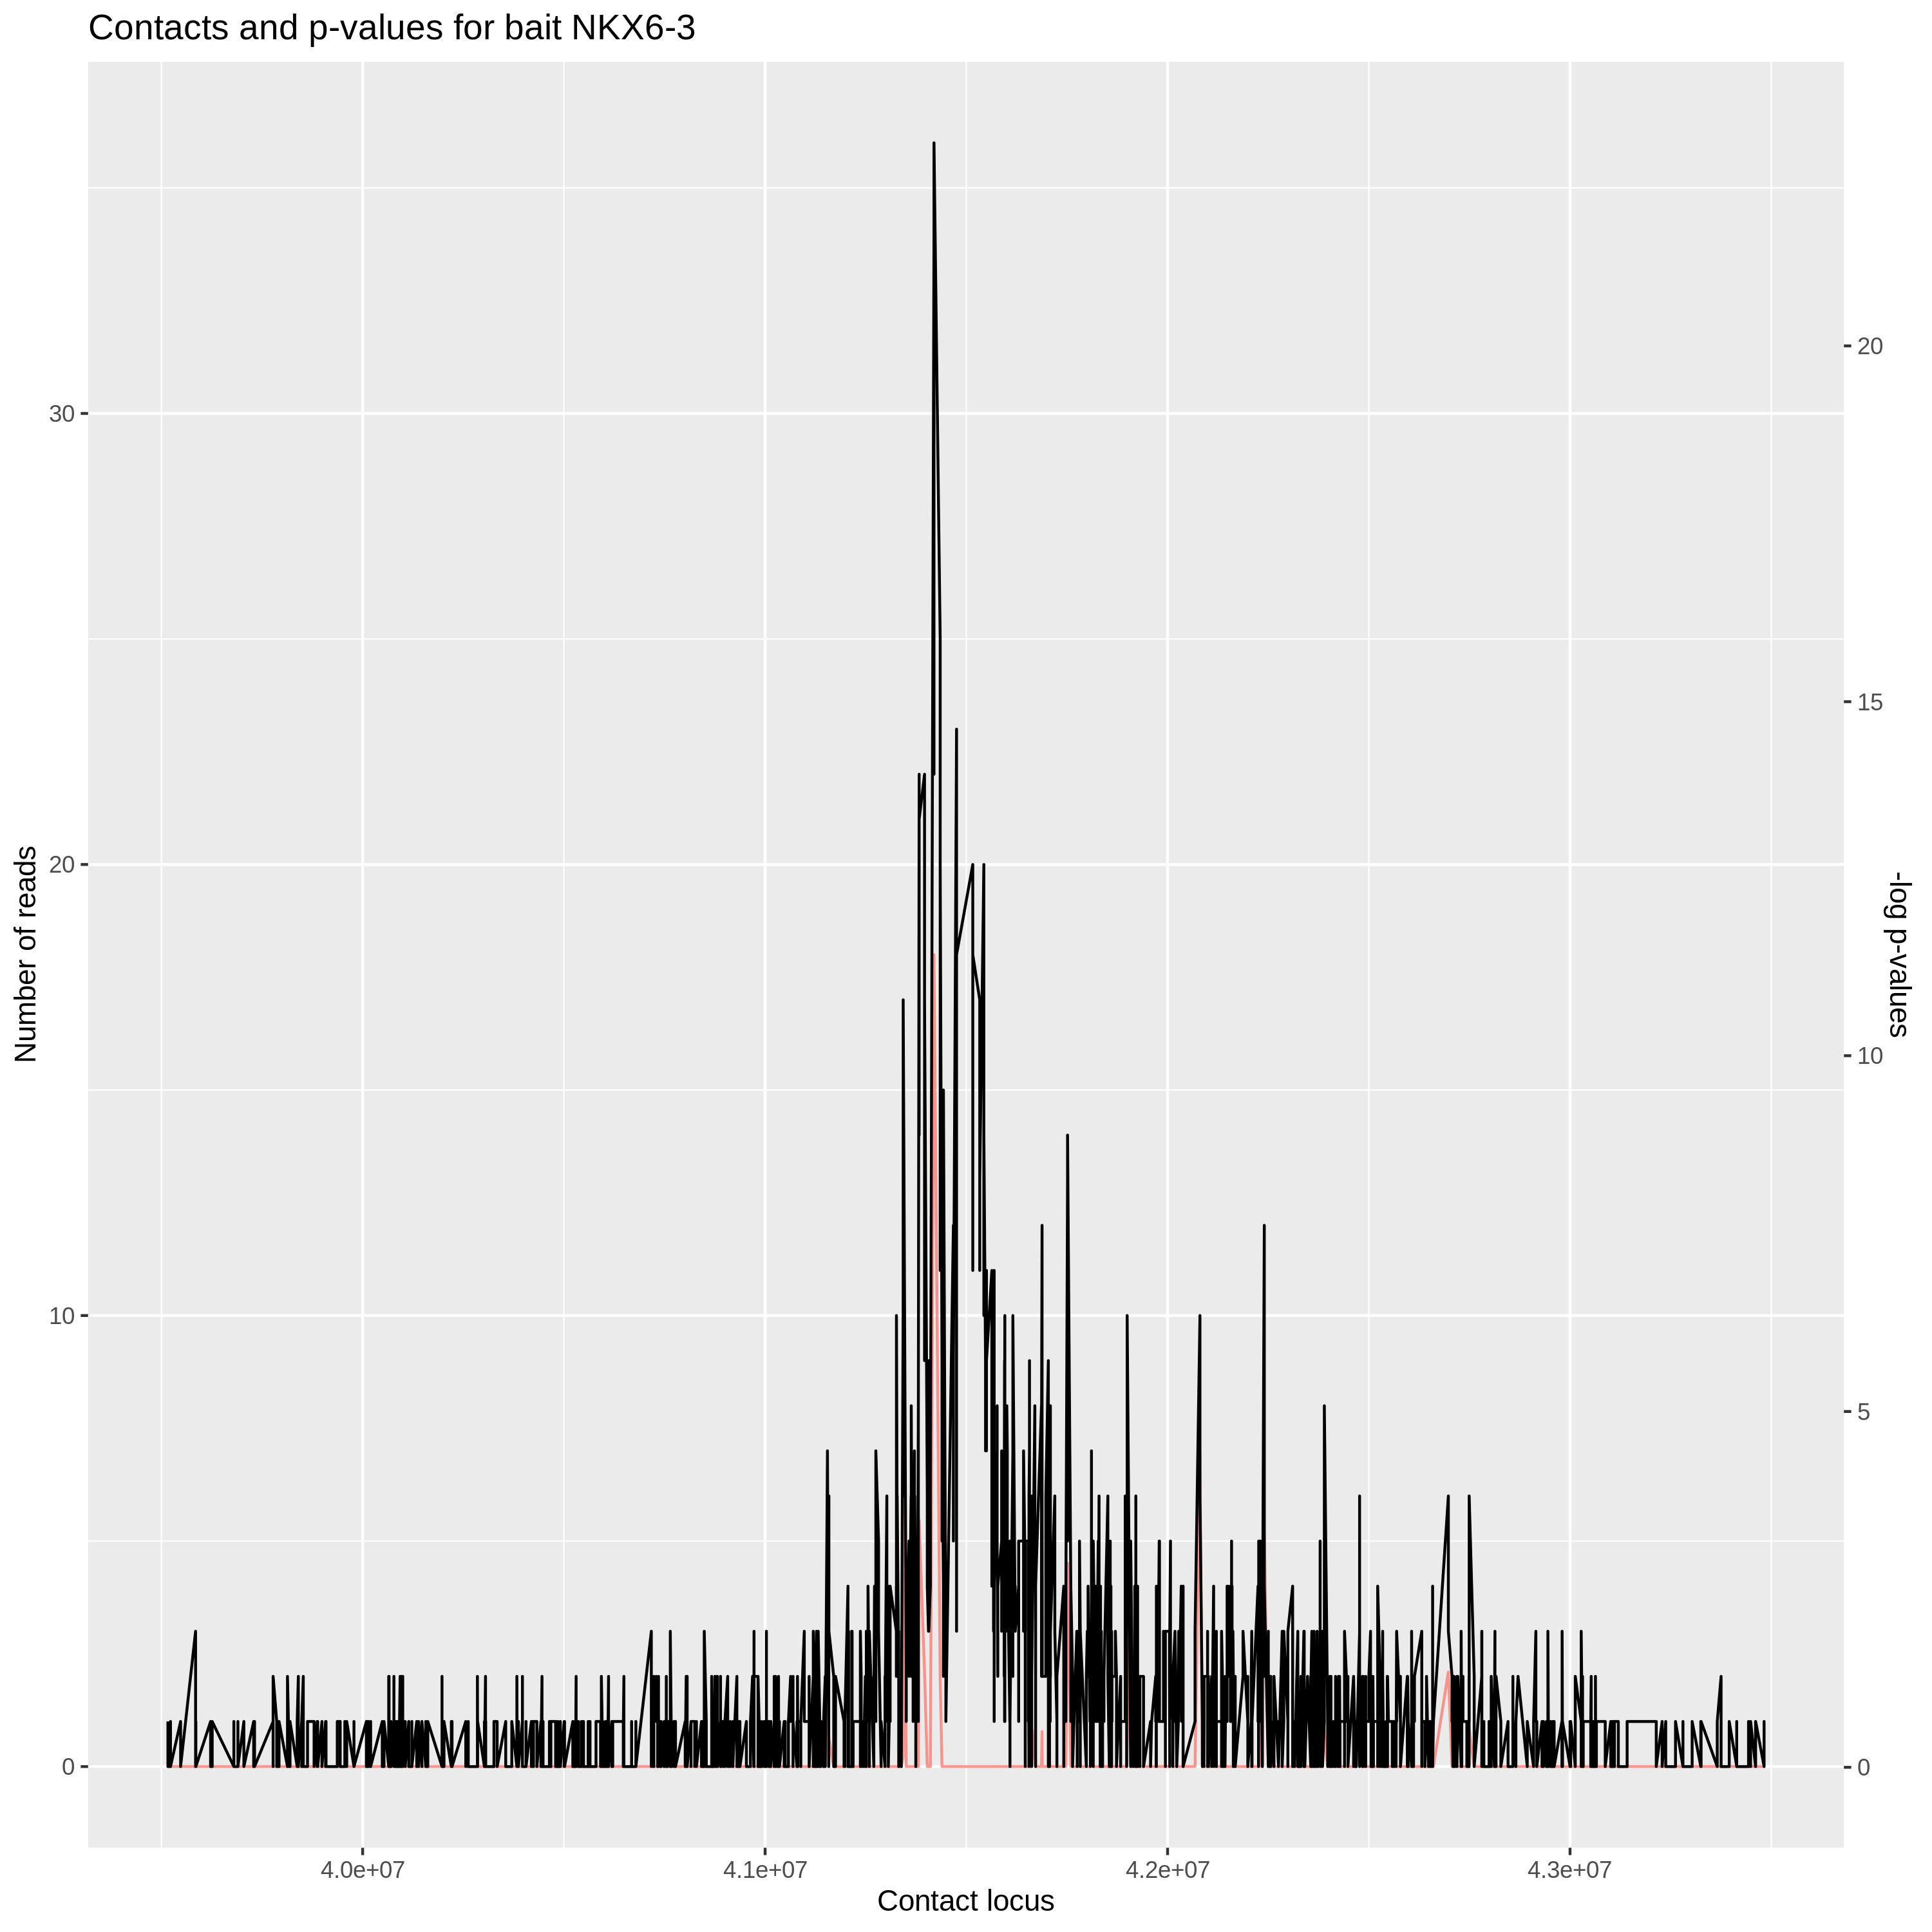 Contacts and p-values for bait NKX6-3
30
20
10
0
Number of reads
20
15
10
5
0
-log p-values
4.0e+07
4.1e+07
4.2e+07
4.3e+07
Contact locus